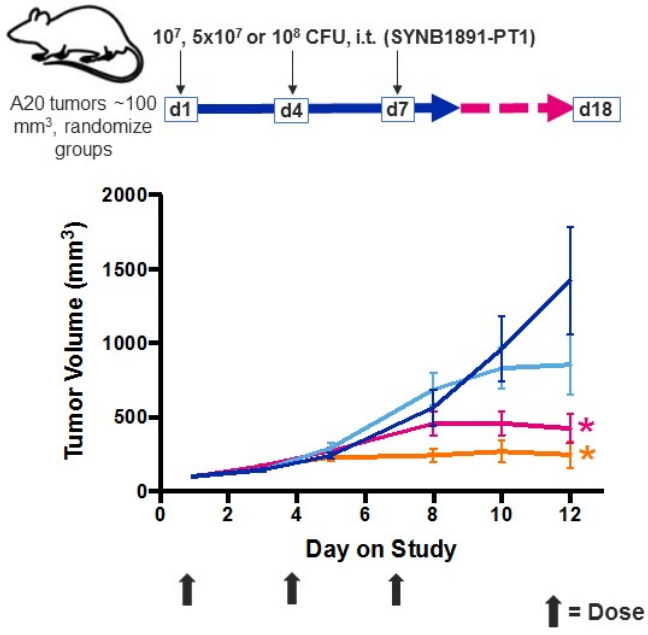 10⁷, 5x10⁷ or 10⁸ CFU, i.t. (SYNB1891-PT1)
A20 tumors ~100
mm³, randomize
groups
d1
d4
d7
d18
2000
1500
1000
500
0
Tumor Volume (mm³)
*
*
0 2 4 6 8 10 12
Day on Study
= Dose